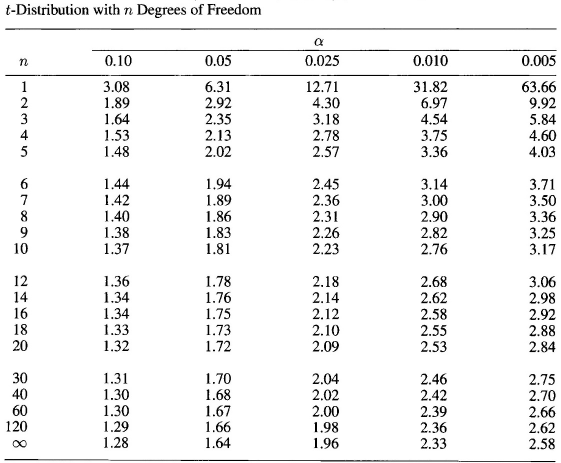 t-Distribution with n Degrees of Freedom
α
n 0.10 0.05 0.025 0.010 0.005
1 3.08 6.31 12.71 31.82 63.66
2 1.89 2.92 4.30 6.97 9.92
3 1.64 2.35 3.18 4.54 5.84
4 1.53 2.13 2.78 3.75 4.60
5 1.48 2.02 2.57 3.36 4.03
6 1.44 1.94 2.45 3.14 3.71
7 1.42 1.89 2.36 3.00 3.50
8 1.40 1.86 2.31 2.90 3.36
9 1.38 1.83 2.26 2.82 3.25
10 1.37 1.81 2.23 2.76 3.17
12 1.36 1.78 2.18 2.68 3.06
14 1.34 1.76 2.14 2.62 2.98
16 1.34 1.75 2.12 2.58 2.92
18 1.33 1.73 2.10 2.55 2.88
20 1.32 1.72 2.09 2.53 2.84
30 1.31 1.70 2.04 2.46 2.75
40 1.30 1.68 2.02 2.42 2.70
60 1.30 1.67 2.00 2.39 2.66
120 1.29 1.66 1.98 2.36 2.62
∞ 1.28 1.64 1.96 2.33 2.58